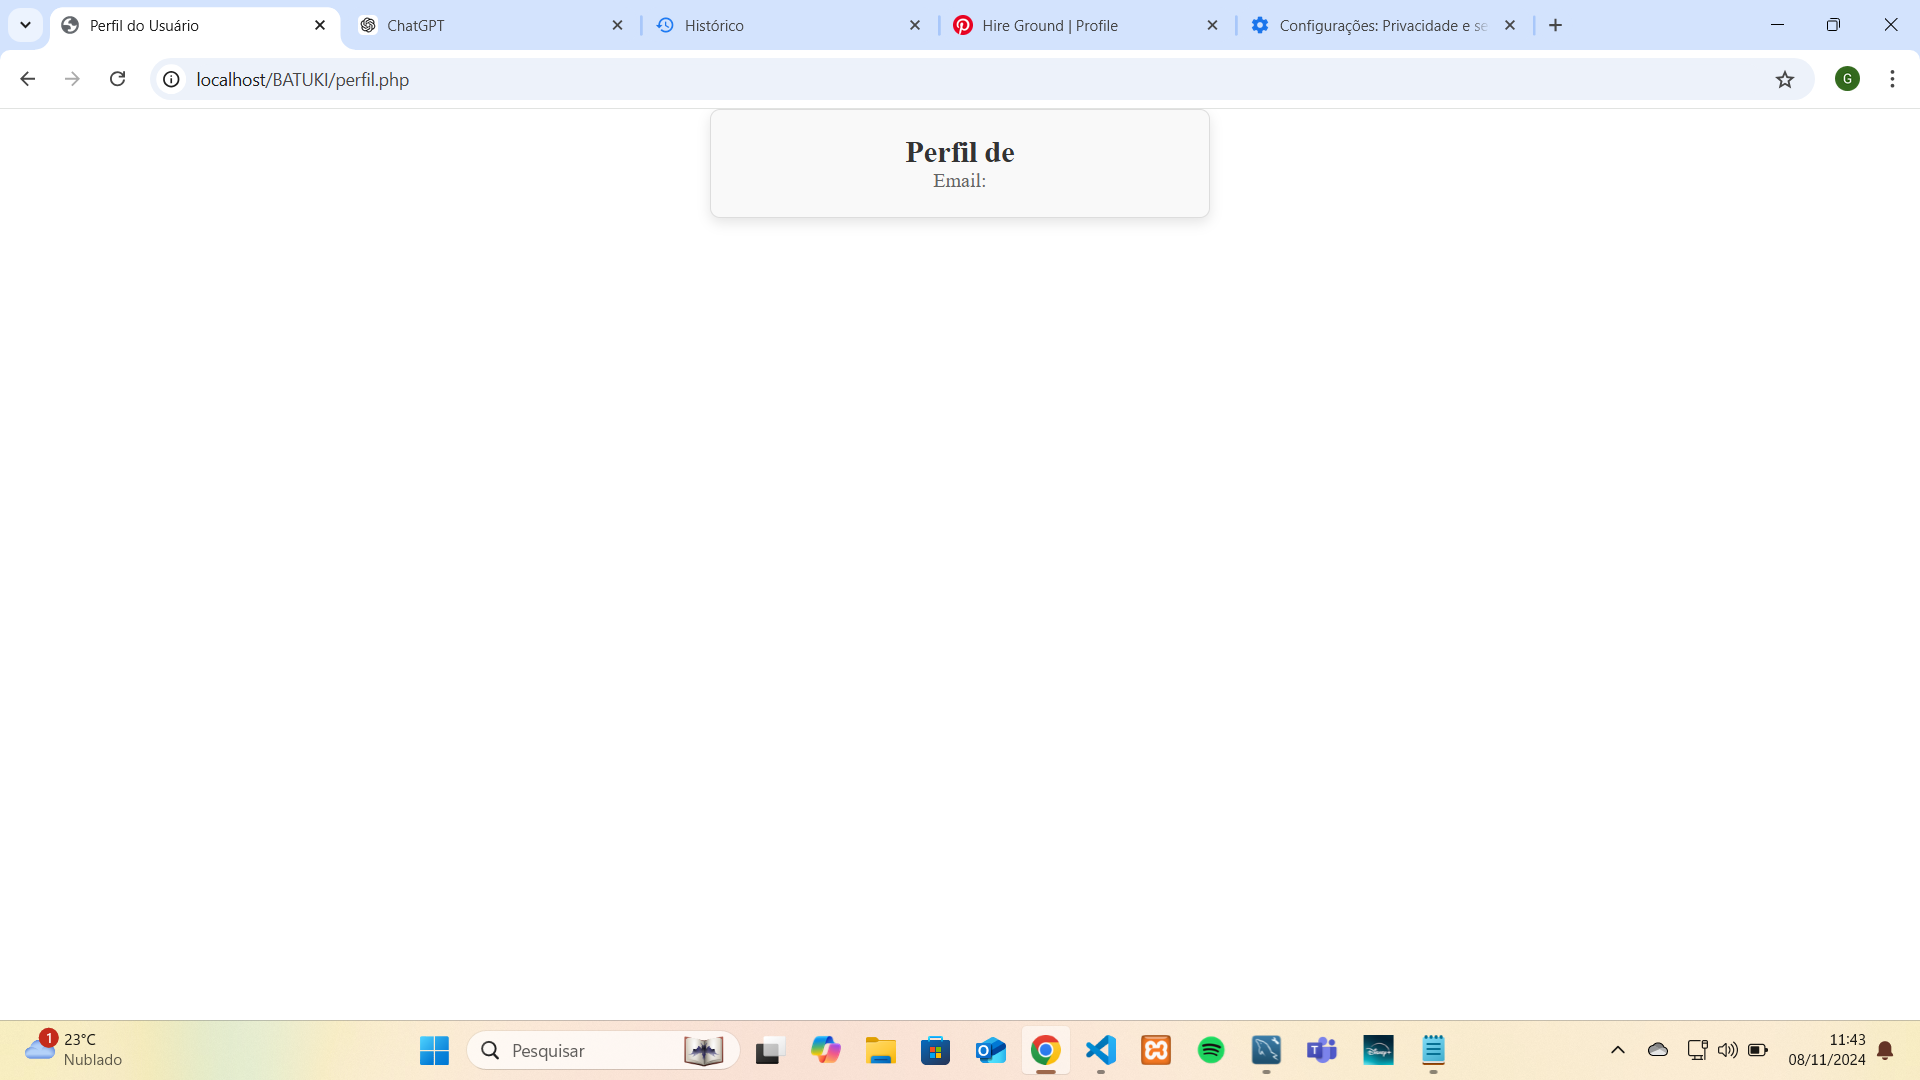 Perfil do Usuário
ChatGPT
Histórico
Hire Ground | Profile
Configurações: Privacidade e se
localhost/BATUKI/perfil.php
G
Perfil de
Email:
1
23°C
Nublado
Pesquisar
Disney+
11:43
08/11/2024